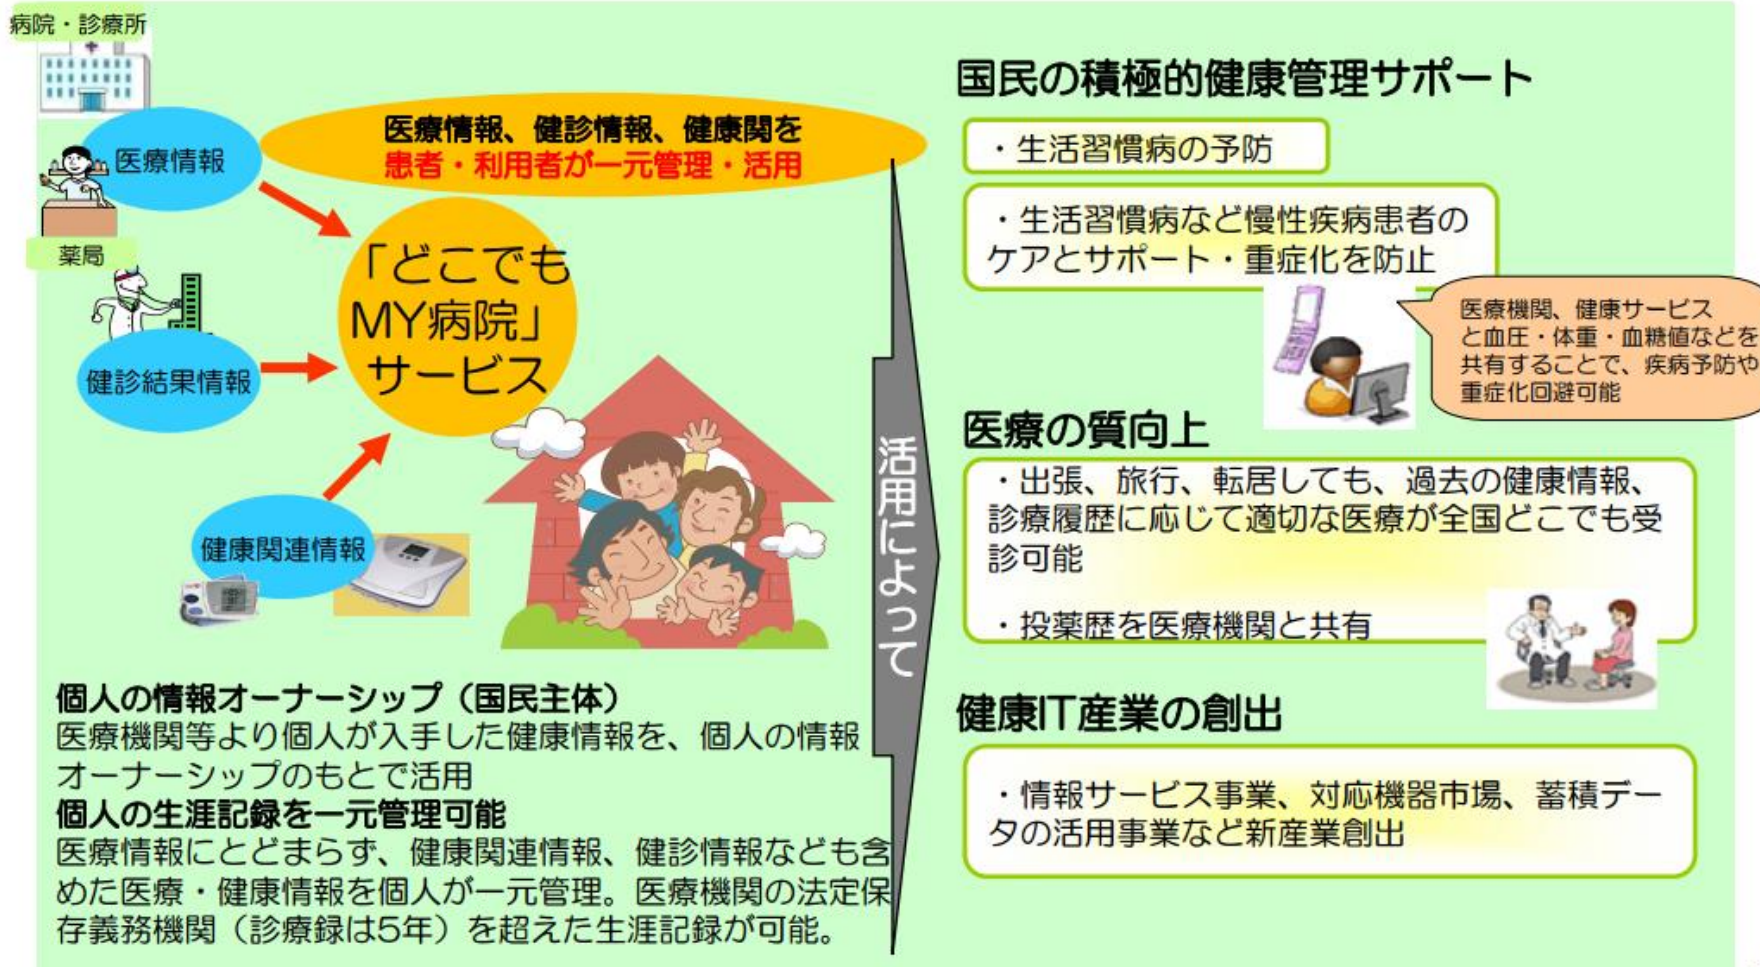 病院・診療所
医療情報
薬局
健診結果情報
健康関連情報
医療情報、健診情報、健康関を
患者・利用者が一元管理・活用
「どこでも
MY病院」
サービス
個人の情報オーナーシップ（国民主体）
医療機関等より個人が入手した健康情報を、個人の情報
オーナーシップのもとで活用
個人の生涯記録を一元管理可能
医療情報にとどまらず、健康関連情報、健診情報なども含
めた医療・健康情報を個人が一元管理。医療機関の法定保
存義務機関（診療録は5年）を超えた生涯記録が可能。
活用によって
国民の積極的健康管理サポート
・生活習慣病の予防
・生活習慣病など慢性疾病患者の
ケアとサポート・重症化を防止
医療機関、健康サービス
と血圧・体重・血糖値などを
共有することで、疾病予防や
重症化回避可能
医療の質向上
・出張、旅行、転居しても、過去の健康情報、
診療履歴に応じて適切な医療が全国どこでも受
診可能
・投薬歴を医療機関と共有
健康IT産業の創出
・情報サービス事業、対応機器市場、蓄積デー
タの活用事業など新産業創出